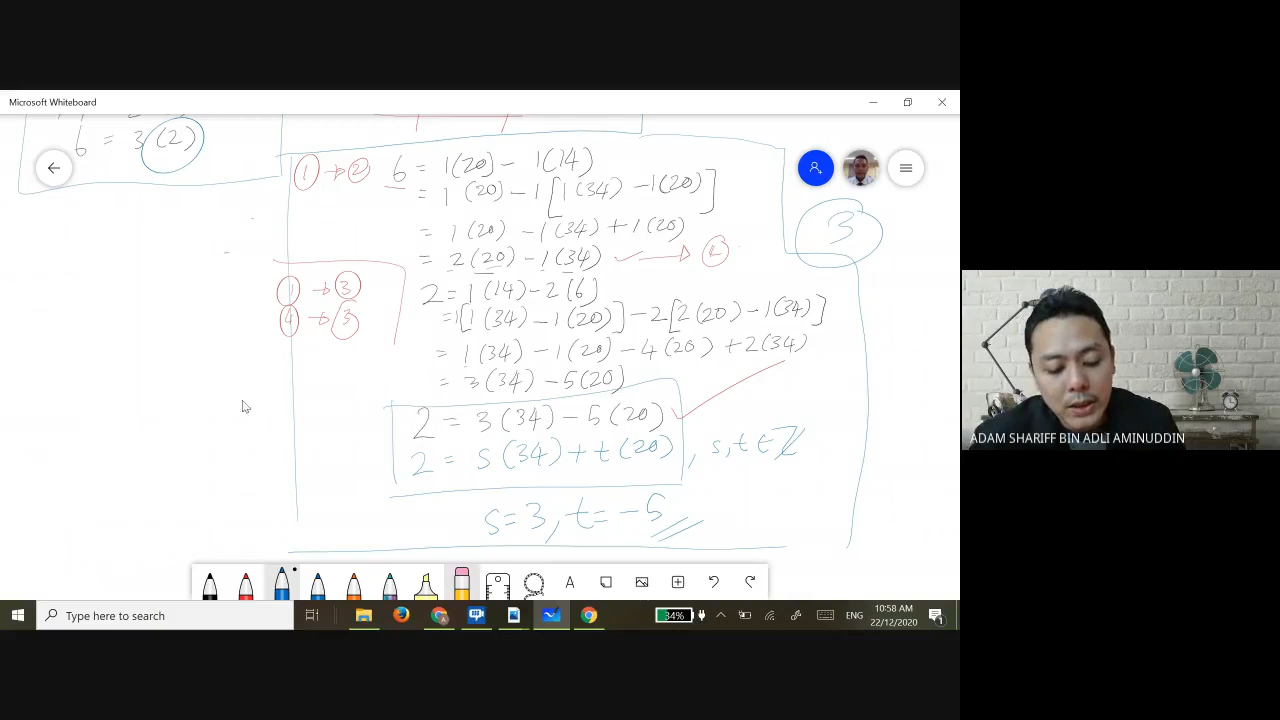 Microsoft Whiteboard
6 = 3 (2)
① → ② 6 = 1(20) - 1(14)
= 1 (20) - 1 [1(34) - 1(20)]
= 1(20) - 1(34) + 1(20)
= 2(20) - 1(34) ✓ → ④
① → ③ 2 = 1(14) - 2(6)
④ → ③ = 1[1(34) - 1(20)] - 2[2(20) - 1(34)]
= 1(34) - 1(20) - 4(20) + 2(34)
= 3(34) - 5(20)
2 = 3(34) - 5(20)
2 = s(34) + t(20), s,t ∈ ℤ
s = 3, t = -5
3
A
Type here to search
34%
ENG
10:58 AM
22/12/2020
1
ADAM SHARIFF BIN ADLI AMINUDDIN